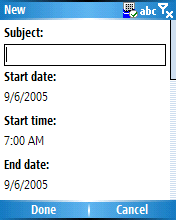 New abc
Subject:
Start date:
9/6/2005
Start time:
7:00 AM
End date:
9/6/2005
Done Cancel